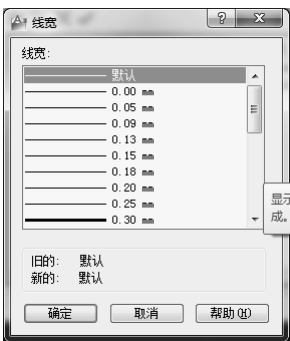 线宽
线宽:
默认
0.00 mm
0.05 mm
0.09 mm
0.13 mm
0.15 mm
0.18 mm
0.20 mm
0.25 mm
0.30 mm
显示
成。
旧的: 默认
新的: 默认
确定 取消 帮助(H)